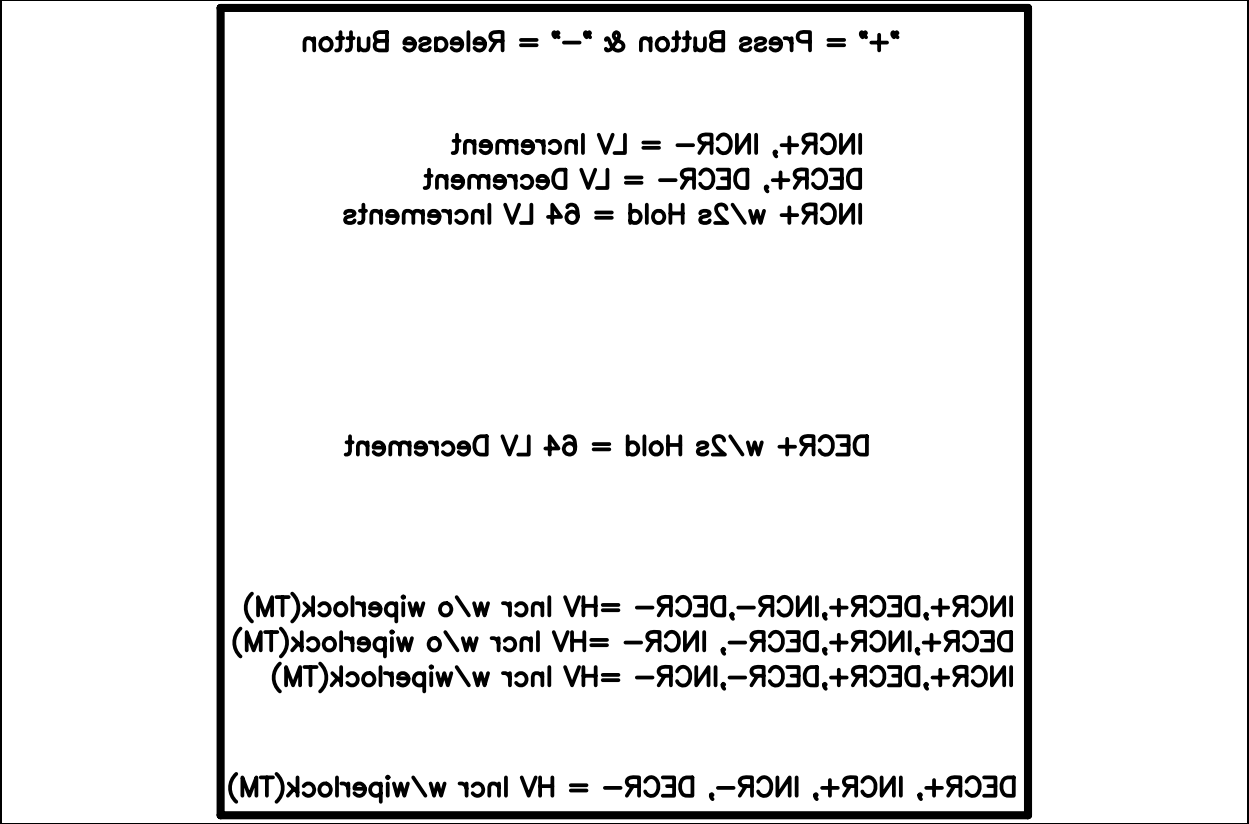 "+" = Press Button & "-" = Release Button
INCR+, INCR- = LV Increment
DECR+, DECR- = LV Decrement
INCR+ w/2s Hold = 64 LV Increments
DECR+ w/2s Hold = 64 LV Decrement
INCR+,DECR+,INCR-,DECR- =HV Incr w/o wiperlock(TM)
DECR+,INCR+,DECR-, INCR- =HV Incr w/o wiperlock(TM)
INCR+,DECR+,DECR-,INCR- =HV Incr w/wiperlock(TM)
DECR+, INCR+, INCR-, DECR- = HV Incr w/wiperlock(TM)